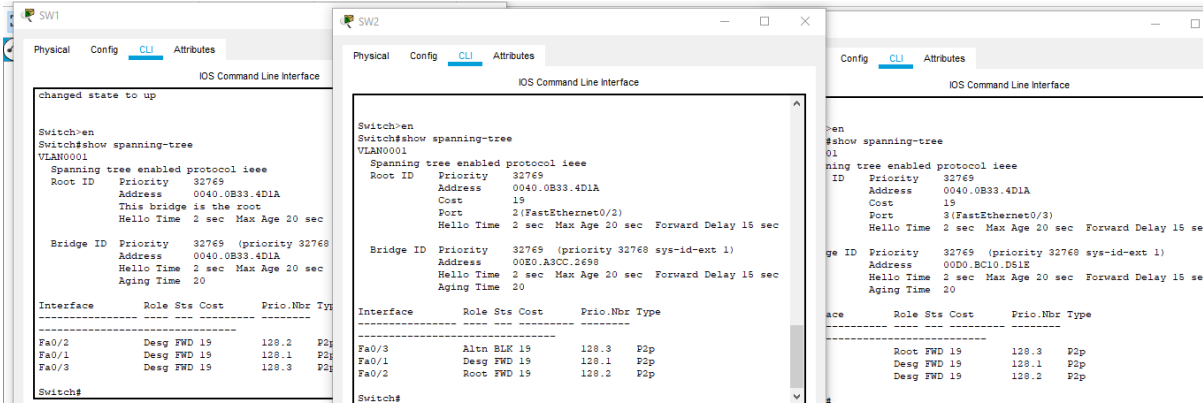 SW1
Physical Config CLI Attributes
IOS Command Line Interface
changed state to up
Switch>en
Switch#show spanning-tree
VLAN0001
Spanning tree enabled protocol ieee
Root ID Priority 32769
Address 0040.0B33.4D1A
This bridge is the root
Hello Time 2 sec Max Age 20 sec
Bridge ID Priority 32769 (priority 32768
Address 0040.0B33.4D1A
Hello Time 2 sec Max Age 20 sec
Aging Time 20
Interface Role Sts Cost Prio.Nbr Typ
---------------- ---- --- --------- --------
--------------------------------
Fa0/2 Desg FWD 19 128.2 P2p
Fa0/1 Desg FWD 19 128.1 P2p
Fa0/3 Desg FWD 19 128.3 P2p
Switch#
SW2
Physical Config CLI Attributes
IOS Command Line Interface
Switch>en
Switch#show spanning-tree
VLAN0001
Spanning tree enabled protocol ieee
Root ID Priority 32769
Address 0040.0B33.4D1A
Cost 19
Port 2(FastEthernet0/2)
Hello Time 2 sec Max Age 20 sec Forward Delay 15 sec
Bridge ID Priority 32769 (priority 32768 sys-id-ext 1)
Address 00E0.A3CC.2698
Hello Time 2 sec Max Age 20 sec Forward Delay 15 sec
Aging Time 20
Interface Role Sts Cost Prio.Nbr Type
---------------- ---- --- --------- --------
--------------------------------
Fa0/3 Altn BLK 19 128.3 P2p
Fa0/1 Desg FWD 19 128.1 P2p
Fa0/2 Root FWD 19 128.2 P2p
Switch#
Config CLI Attributes
IOS Command Line Interface
>en
#show spanning-tree
01
ning tree enabled protocol ieee
ID Priority 32769
Address 0040.0B33.4D1A
Cost 19
Port 3(FastEthernet0/3)
Hello Time 2 sec Max Age 20 sec Forward Delay 15 se
ge ID Priority 32769 (priority 32768 sys-id-ext 1)
Address 00D0.BC10.D51E
Hello Time 2 sec Max Age 20 sec Forward Delay 15 se
Aging Time 20
ace Role Sts Cost Prio.Nbr Type
---------- ---- --- --------- --------
--------------------------
Root FWD 19 128.3 P2p
Desg FWD 19 128.1 P2p
Desg FWD 19 128.2 P2p
#